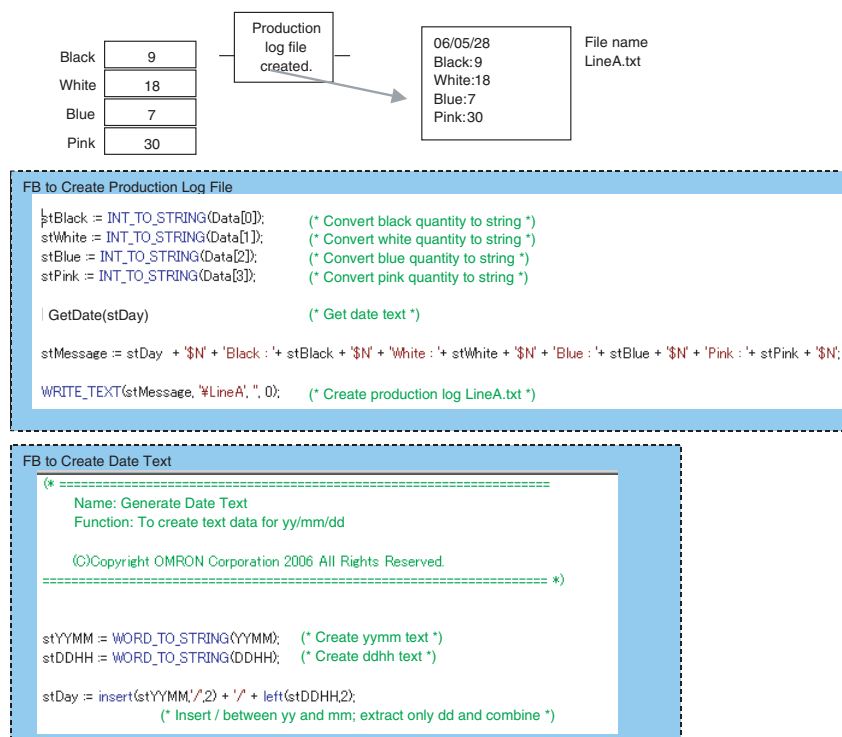 Black 9
White 18
Blue 7
Pink 30
Production
log file
created.
06/05/28
Black:9
White:18
Blue:7
Pink:30
File name
LineA.txt
FB to Create Production Log File
stBlack := INT_TO_STRING(Data[0]); (* Convert black quantity to string *)
stWhite := INT_TO_STRING(Data[1]); (* Convert white quantity to string *)
stBlue := INT_TO_STRING(Data[2]); (* Convert blue quantity to string *)
stPink := INT_TO_STRING(Data[3]); (* Convert pink quantity to string *)
GetDate(stDay) (* Get date text *)
stMessage := stDay + '$N' + 'Black : '+ stBlack + '$N' + 'White : '+ stWhite + '$N' + 'Blue : '+ stBlue + '$N' + 'Pink : '+ stPink + '$N';
WRITE_TEXT(stMessage, '¥LineA', '', 0); (* Create production log LineA.txt *)
FB to Create Date Text
(* ====================================================================
Name: Generate Date Text
Function: To create text data for yy/mm/dd
(C)Copyright OMRON Corporation 2006 All Rights Reserved.
====================================================================== *)
stYYMM := WORD_TO_STRING(YYMM); (* Create yymm text *)
stDDHH := WORD_TO_STRING(DDHH); (* Create ddhh text *)
stDay := insert(stYYMM,'/',2) + '/' + left(stDDHH,2);
(* Insert / between yy and mm; extract only dd and combine *)